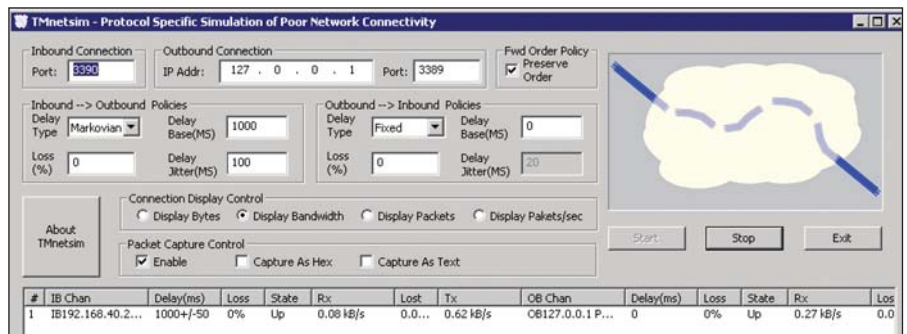 TMnetsim - Protocol Specific Simulation of Poor Network Connectivity
Inbound Connection
Port: 3390
Outbound Connection
IP Addr: 127 . 0 . 0 . 1 Port: 3389
Fwd Order Policy
Preserve Order
Inbound --> Outbound Policies
Delay Type Markovian Delay Base(MS) 1000
Loss (%) 0 Delay Jitter(MS) 100
Outbound --> Inbound Policies
Delay Type Fixed Delay Base(MS) 0
Loss (%) 0 Delay Jitter(MS) 20
About TMnetsim
Connection Display Control
Display Bytes Display Bandwidth Display Packets Display Pakets/sec
Packet Capture Control
Enable Capture As Hex Capture As Text
Start Stop Exit
# IB Chan Delay(ms) Loss State Rx Lost Tx OB Chan Delay(ms) Loss State Rx Los
1 IB192.168.40.2... 1000+/-50 0% Up 0.08 kB/s 0.0... 0.62 kB/s OB127.0.0.1 P... 0 0% Up 0.27 kB/s 0.0